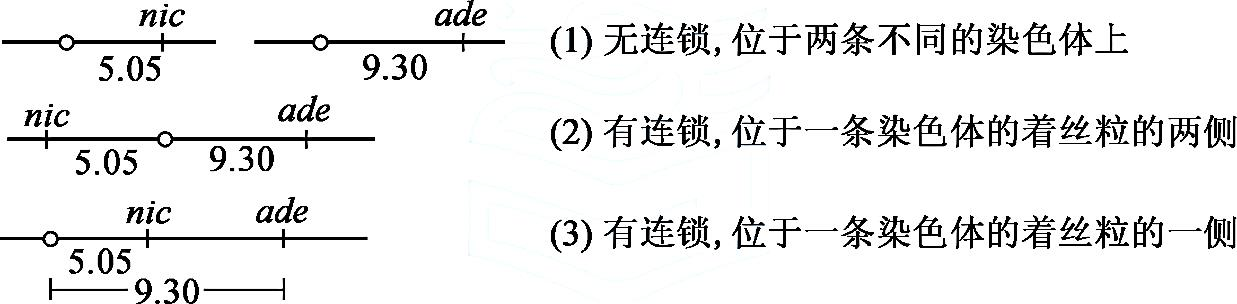 nic ade
5.05 9.30 (1) 无连锁,位于两条不同的染色体上
nic ade
5.05 9.30 (2) 有连锁,位于一条染色体的着丝粒的两侧
nic ade
5.05 (3) 有连锁,位于一条染色体的着丝粒的一侧
9.30